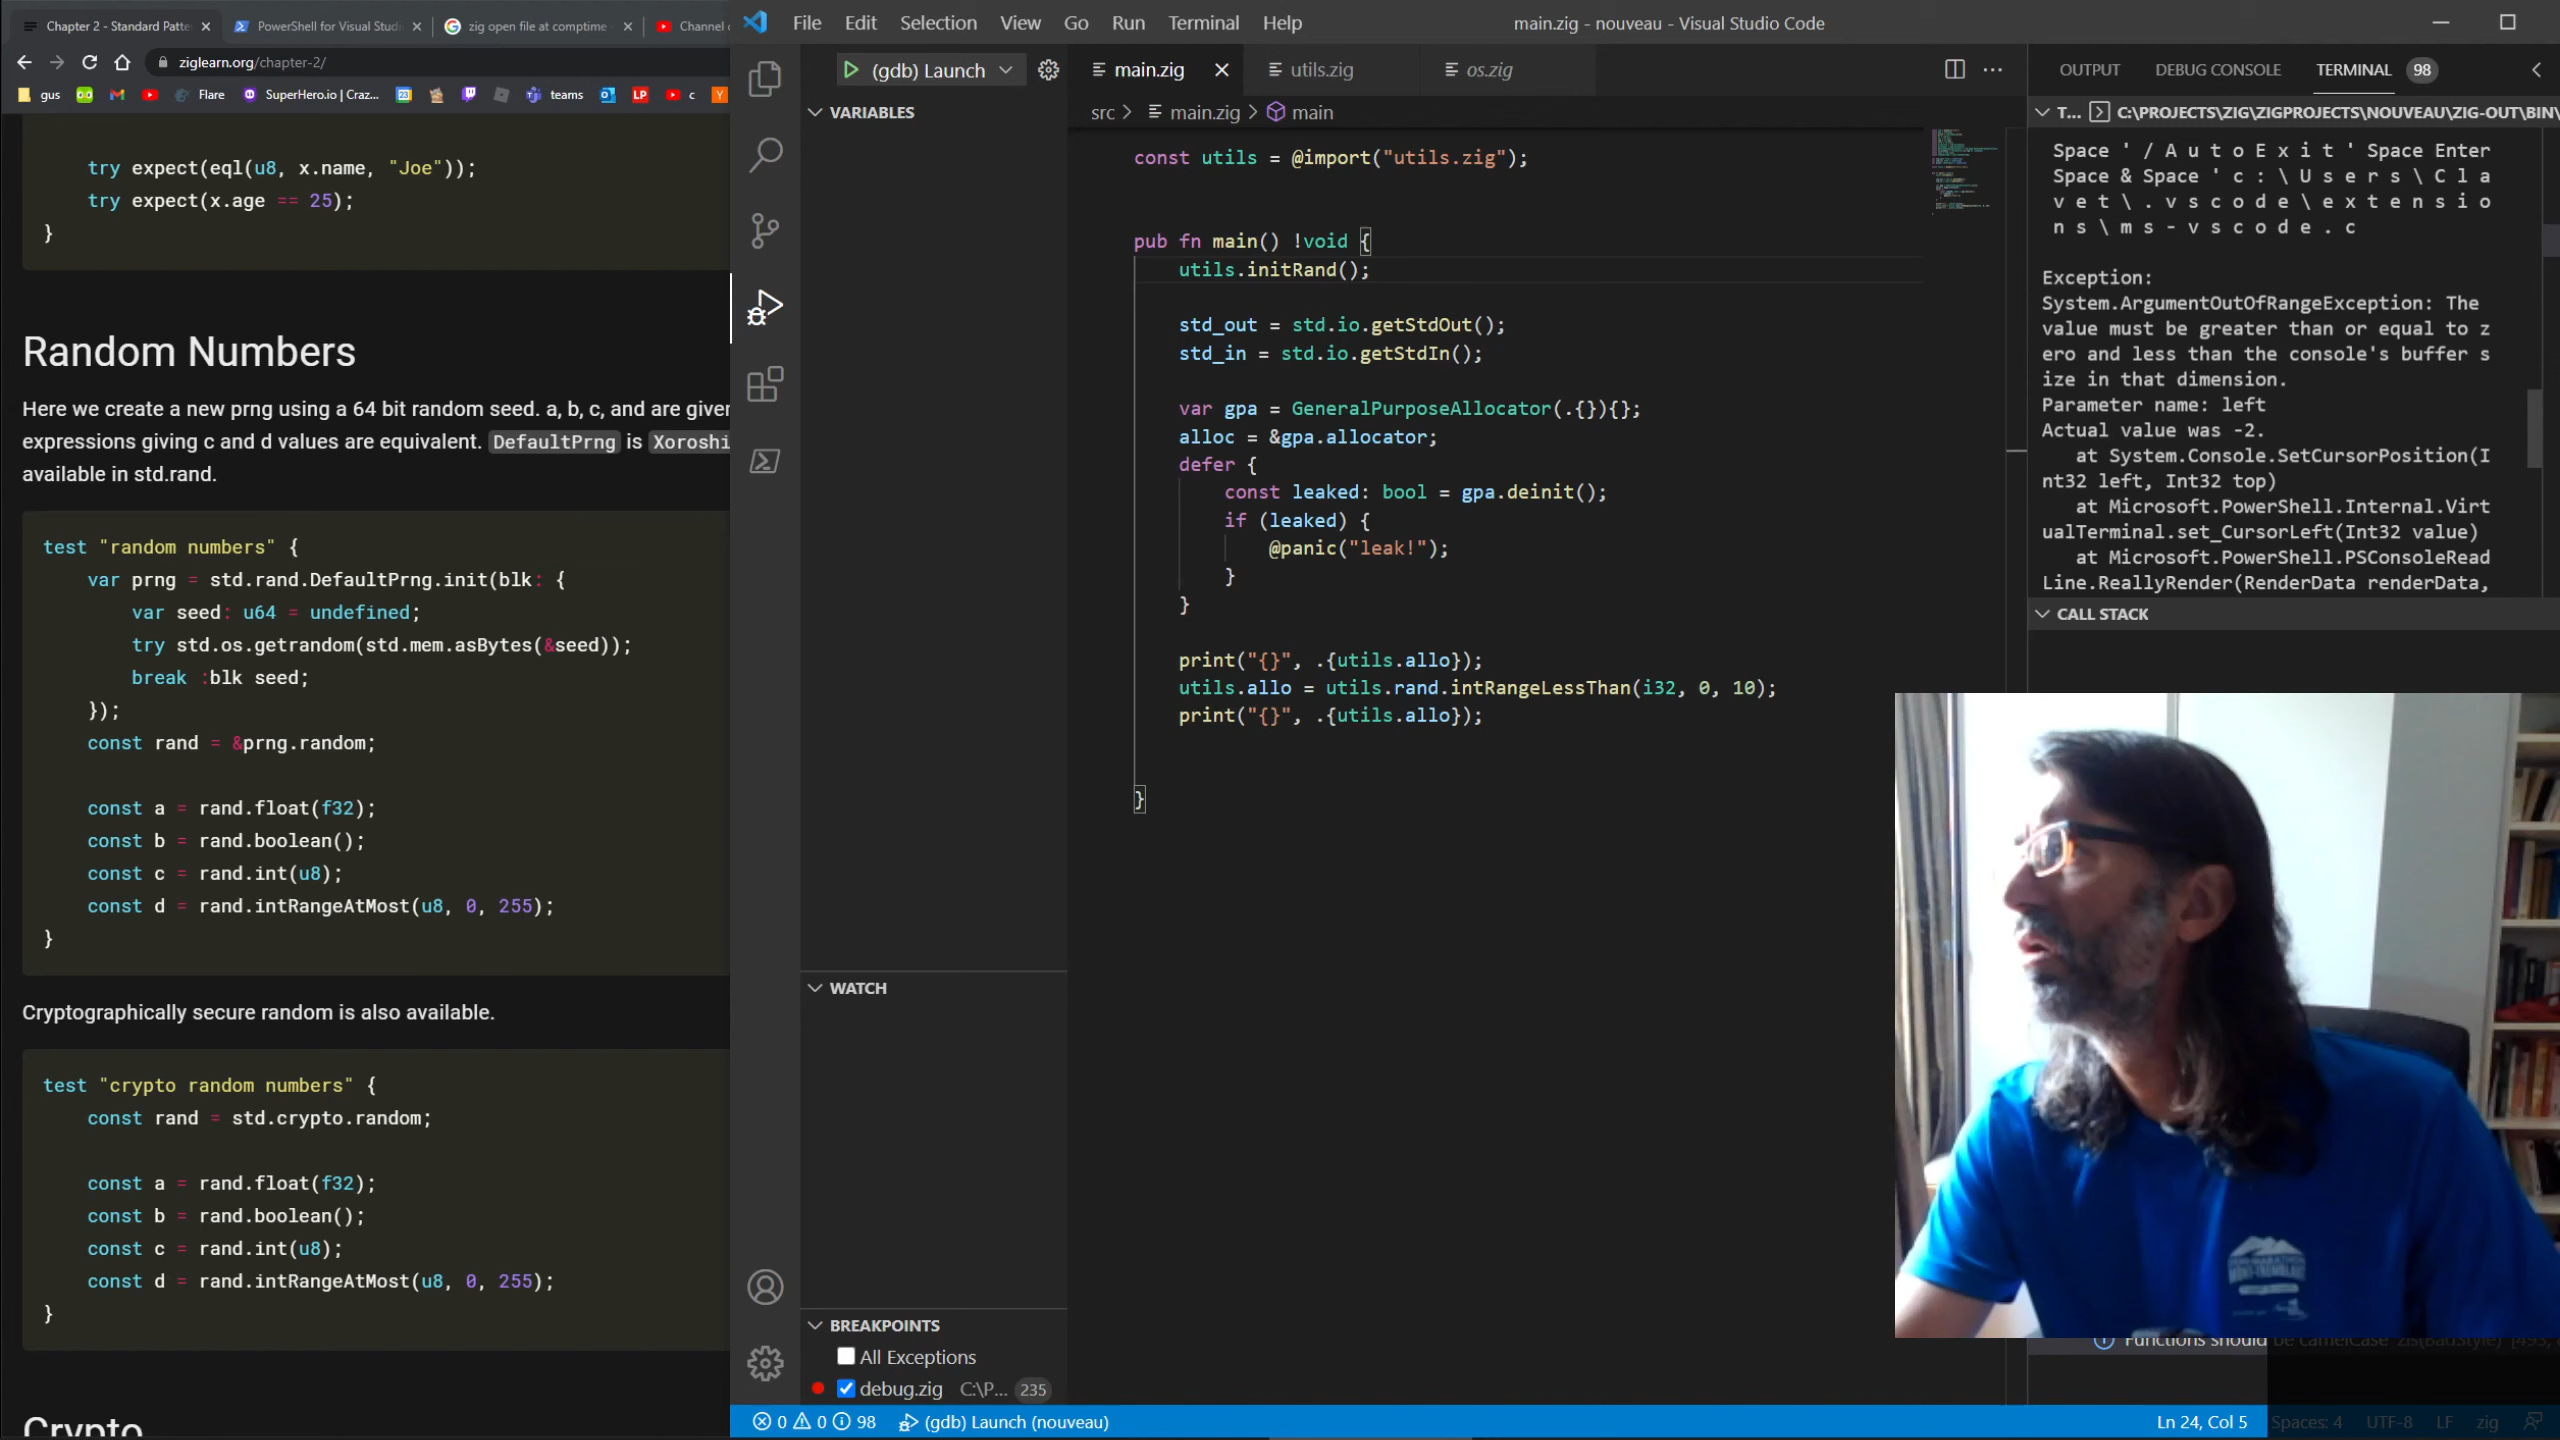 Chapter 2 - Standard Patte
PowerShell for Visual Studi
zig open file at comptime
Channel
ziglearn.org/chapter-2/
gus
Flare
SuperHero.io | Craz...
teams
c
try expect(eql(u8, x.name, "Joe"));
try expect(x.age == 25);
}
Random Numbers
Here we create a new prng using a 64 bit random seed. a, b, c, and are giver
expressions giving c and d values are equivalent. DefaultPrng is Xoroshi
available in std.rand.
test "random numbers" {
var prng = std.rand.DefaultPrng.init(blk: {
var seed: u64 = undefined;
try std.os.getrandom(std.mem.asBytes(&seed));
break :blk seed;
});
const rand = &prng.random;
const a = rand.float(f32);
const b = rand.boolean();
const c = rand.int(u8);
const d = rand.intRangeAtMost(u8, 0, 255);
}
Cryptographically secure random is also available.
test "crypto random numbers" {
const rand = std.crypto.random;
const a = rand.float(f32);
const b = rand.boolean();
const c = rand.int(u8);
const d = rand.intRangeAtMost(u8, 0, 255);
}
Crypto
File Edit Selection View Go Run Terminal Help
main.zig - nouveau - Visual Studio Code
(gdb) Launch
VARIABLES
WATCH
BREAKPOINTS
All Exceptions
debug.zig C:\P... 235
main.zig
utils.zig
os.zig
src > main.zig > main
const utils = @import("utils.zig");
pub fn main() !void {
utils.initRand();
std_out = std.io.getStdOut();
std_in = std.io.getStdIn();
var gpa = GeneralPurposeAllocator(.{}){};
alloc = &gpa.allocator;
defer {
const leaked: bool = gpa.deinit();
if (leaked) {
@panic("leak!");
}
}
print("{}", .{utils.allo});
utils.allo = utils.rand.intRangeLessThan(i32, 0, 10);
print("{}", .{utils.allo});
}
OUTPUT DEBUG CONSOLE TERMINAL 98
T... C:\PROJECTS\ZIG\ZIGPROJECTS\NOUVEAU\ZIG-OUT\BIN\
Space ' / A u t o E x i t ' Space Enter
Space & Space ' c : \ U s e r s \ C l a
v e t \ . v s c o d e \ e x t e n s i o
n s \ m s - v s c o d e . c
Exception:
System.ArgumentOutOfRangeException: The
value must be greater than or equal to z
ero and less than the console's buffer s
ize in that dimension.
Parameter name: left
Actual value was -2.
at System.Console.SetCursorPosition(I
nt32 left, Int32 top)
at Microsoft.PowerShell.Internal.Virt
ualTerminal.set_CursorLeft(Int32 value)
at Microsoft.PowerShell.PSConsoleRead
Line.ReallyRender(RenderData renderData,
CALL STACK
Functions should be camelCase zls(BadStyle)
0 0 98 (gdb) Launch (nouveau)
Ln 24, Col 5 Spaces: 4 UTF-8 LF zig